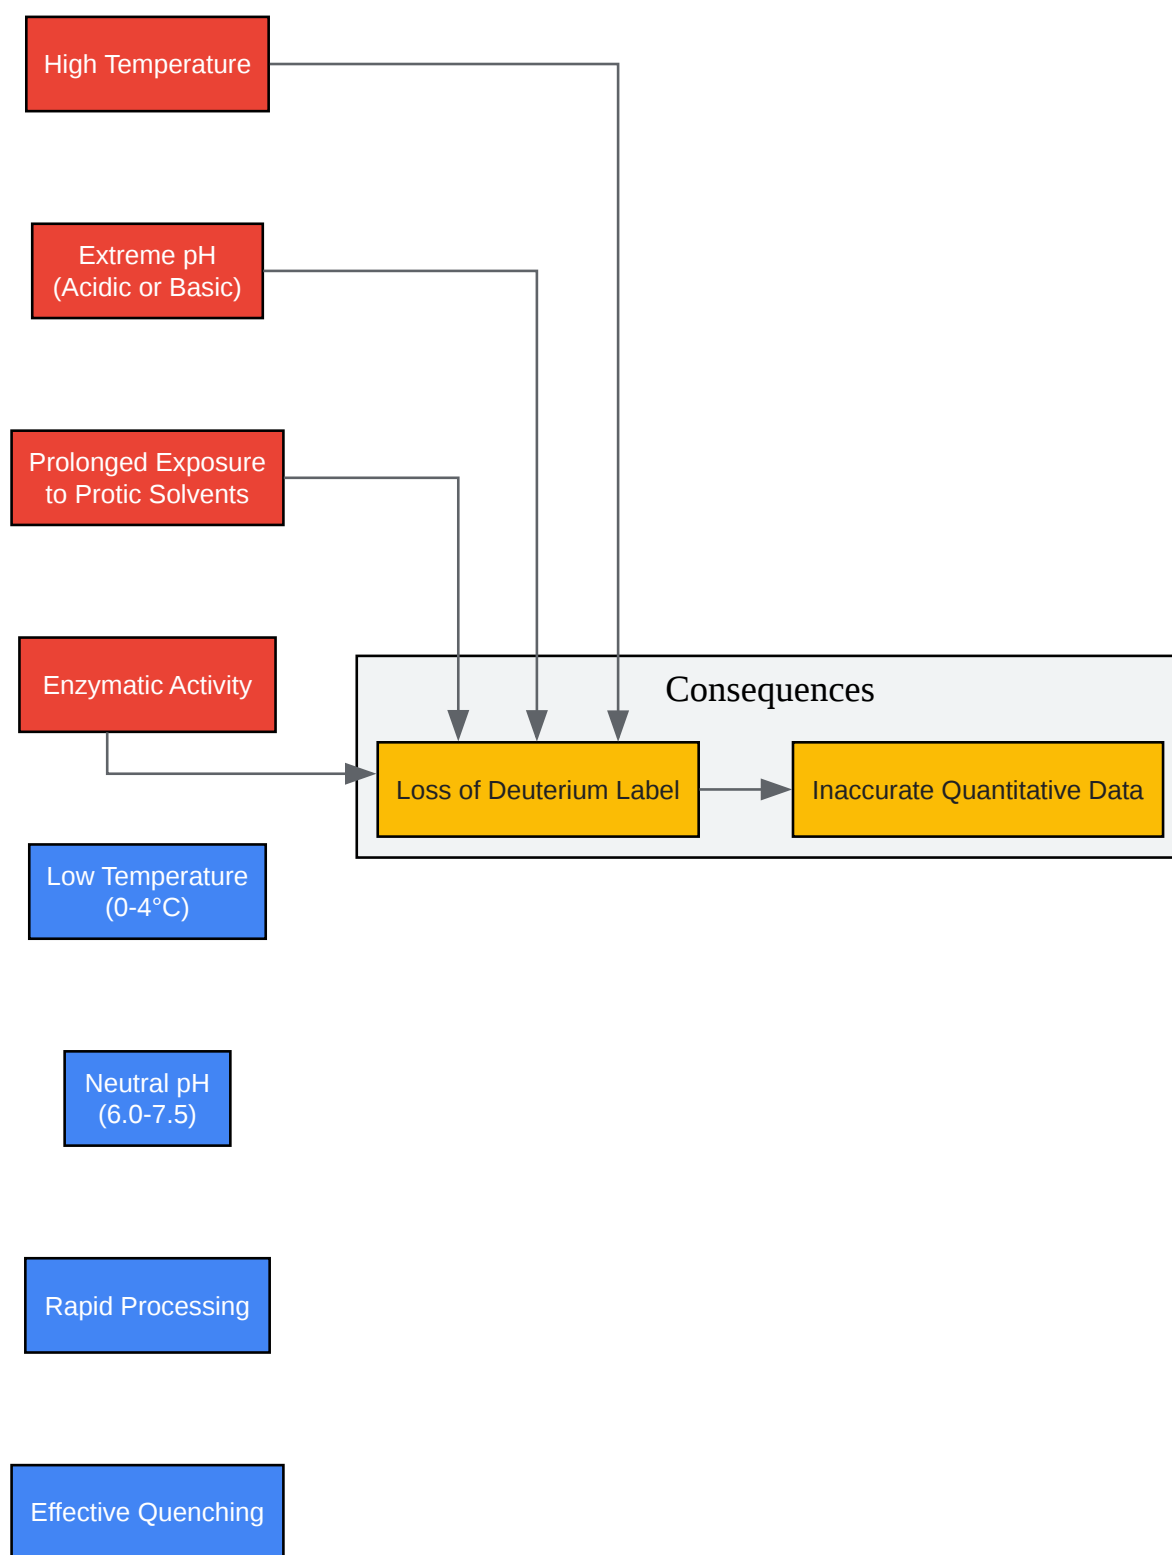 High Temperature
Extreme pH
(Acidic or Basic)
Prolonged Exposure
to Protic Solvents
Enzymatic Activity
Consequences
Loss of Deuterium Label
Inaccurate Quantitative Data
Low Temperature
(0-4°C)
Neutral pH
(6.0-7.5)
Rapid Processing
Effective Quenching